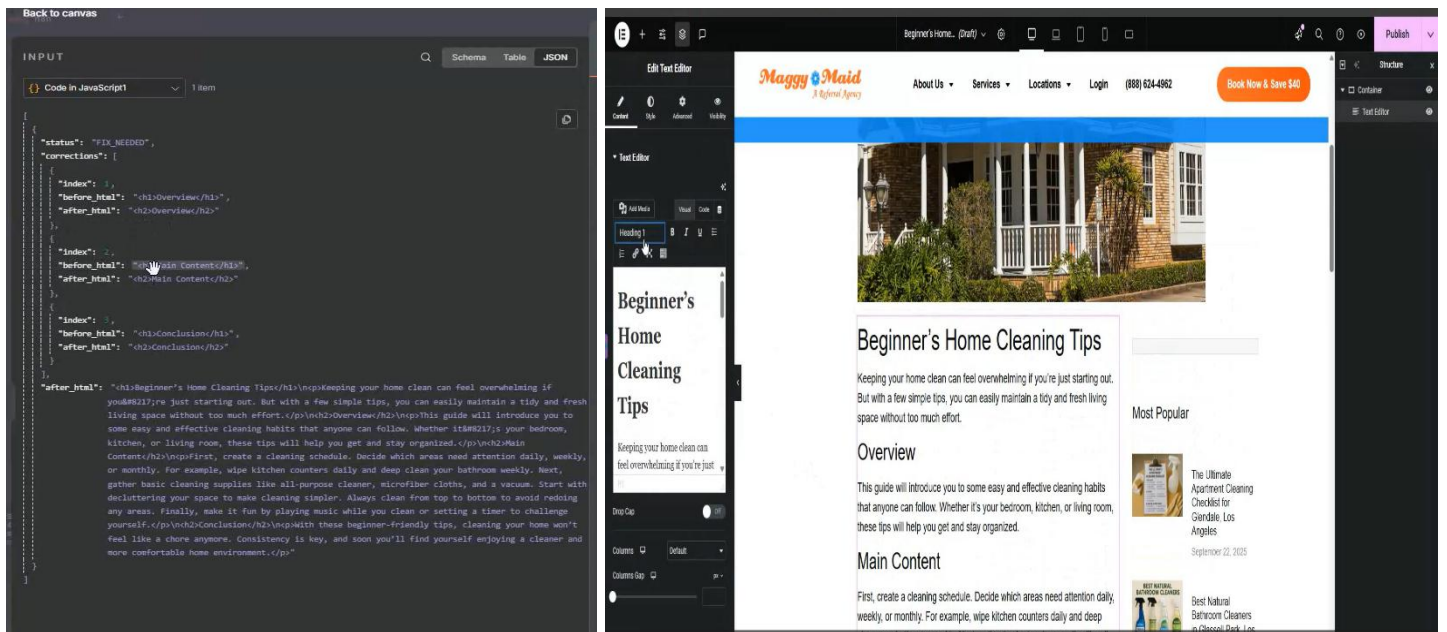 Back to canvas
INPUT
Schema Table JSON
{} Code in JavaScript1 1 item
[
{
"status": "FIX_NEEDED",
"corrections": [
{
"index": 1,
"before_html": "<h1>Overview</h1>",
"after_html": "<h2>Overview</h2>"
},
{
"index": 2,
"before_html": "<h Main Content</h1>",
"after_html": "<h2>Main Content</h2>"
},
{
"index": 3,
"before_html": "<h1>Conclusion</h1>",
"after_html": "<h2>Conclusion</h2>"
}
],
"after_html": "<h1>Beginner's Home Cleaning Tips</h1>\n<p>Keeping your home clean can feel overwhelming if
you&#8217;re just starting out. But with a few simple tips, you can easily maintain a tidy and fresh
living space without too much effort.</p>\n<h2>Overview</h2>\n<p>This guide will introduce you to
some easy and effective cleaning habits that anyone can follow. Whether it&#8217;s your bedroom,
kitchen, or living room, these tips will help you get and stay organized.</p>\n<h2>Main
Content</h2>\n<p>First, create a cleaning schedule. Decide which areas need attention daily, weekly,
or monthly. For example, wipe kitchen counters daily and deep clean your bathroom weekly. Next,
gather basic cleaning supplies like all-purpose cleaner, microfiber cloths, and a vacuum. Start with
decluttering your space to make cleaning simpler. Always clean from top to bottom to avoid redoing
any areas. Finally, make it fun by playing music while you clean or setting a timer to challenge
yourself.</p>\n<h2>Conclusion</h2>\n<p>With these beginner-friendly tips, cleaning your home won't
feel like a chore anymore. Consistency is key, and soon you'll find yourself enjoying a cleaner and
more comfortable home environment.</p>"
}
]
Beginner's Home... (Draft)
Publish
Edit Text Editor
Content Style Advanced Visibility
Text Editor
Add Media Visual Code
Heading 1 B I U
Beginner's
Home
Cleaning
Tips
Keeping your home clean can
feel overwhelming if you're just
Drop Cap Off
Columns Default
Columns Gap px
Maggy Maid
A Referral Agency
About Us Services Locations Login (888) 624-4962
Book Now & Save $40
Beginner's Home Cleaning Tips
Keeping your home clean can feel overwhelming if you're just starting out.
But with a few simple tips, you can easily maintain a tidy and fresh living
space without too much effort.
Overview
This guide will introduce you to some easy and effective cleaning habits
that anyone can follow. Whether it's your bedroom, kitchen, or living room,
these tips will help you get and stay organized.
Main Content
First, create a cleaning schedule. Decide which areas need attention daily,
weekly, or monthly. For example, wipe kitchen counters daily and deep
Most Popular
The Ultimate
Apartment Cleaning
Checklist for
Glendale, Los
Angeles
September 22, 2025
BEST NATURAL
BATHROOM CLEANERS
Best Natural
Bathroom Cleaners
in Glassell Park, Los
Structure x
Container
Text Editor